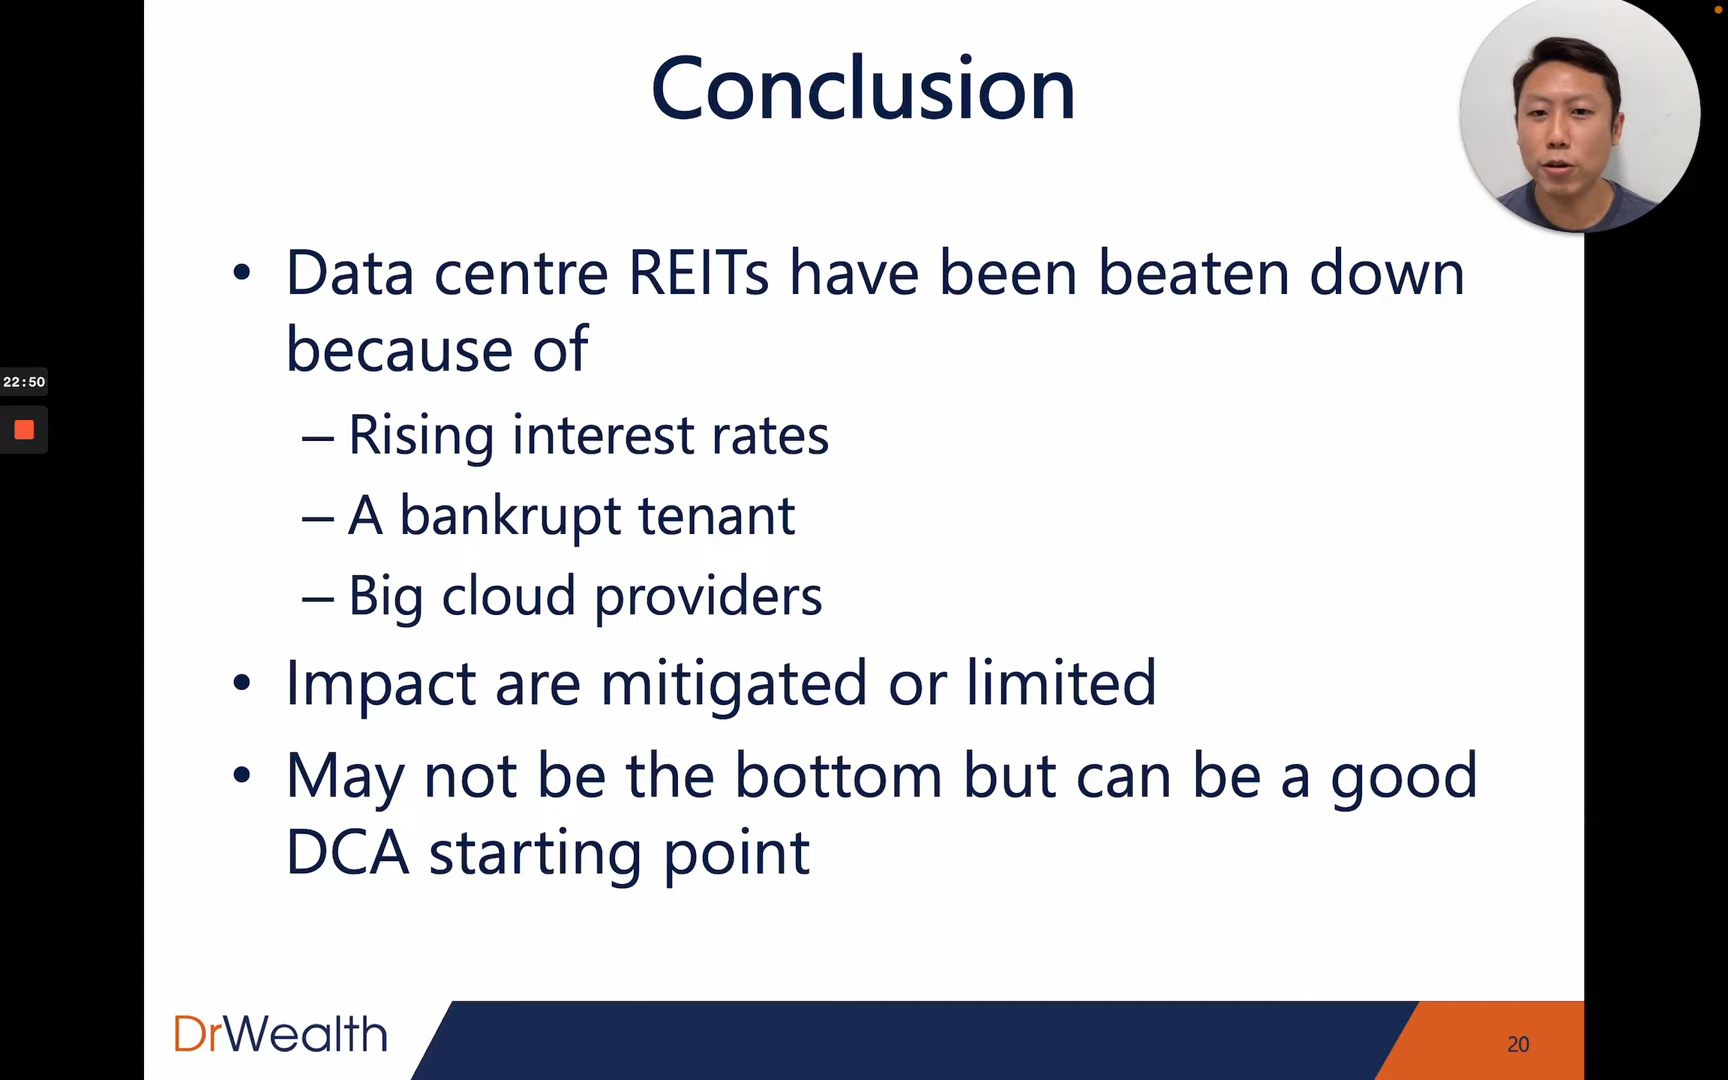 Conclusion
• Data centre REITs have been beaten down
because of
– Rising interest rates
– A bankrupt tenant
– Big cloud providers
• Impact are mitigated or limited
• May not be the bottom but can be a good
DCA starting point
22:50
DrWealth
20